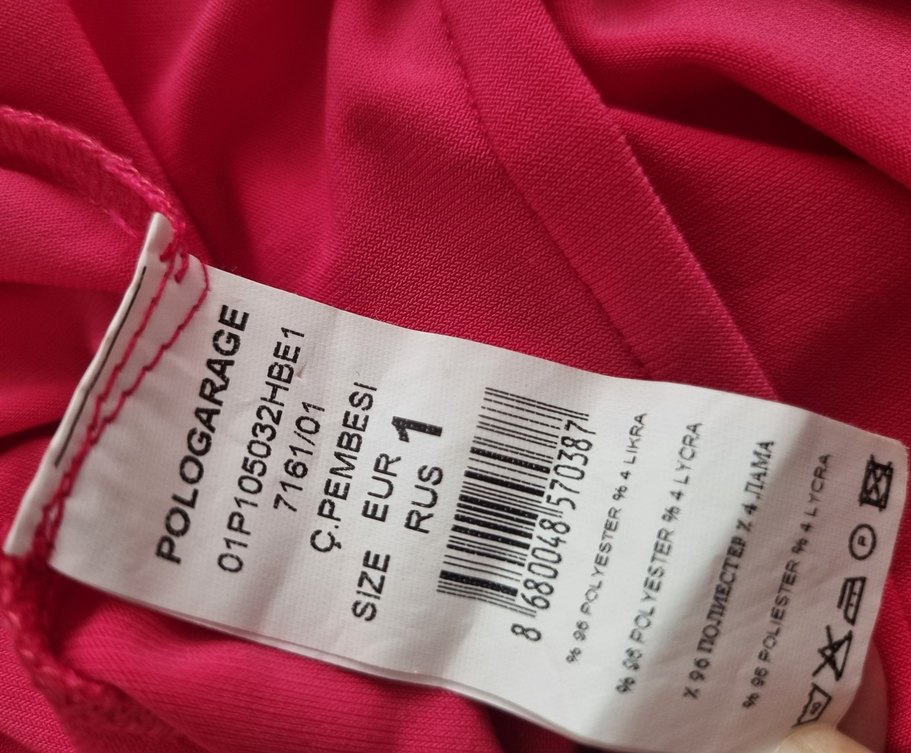 POLOGARAGE
01P105032HBE1
7161/01
Ç.PEMBESI
SIZE EUR 1
RUS
8 680048 570387
% 96 POLYESTER % 4 LIKRA
% 96 POLYESTER % 4 LYCRA
% 96 ПОЛИЕСТЕР % 4 ЛАМА
% 96 POLIESTER % 4 LYCRA
P